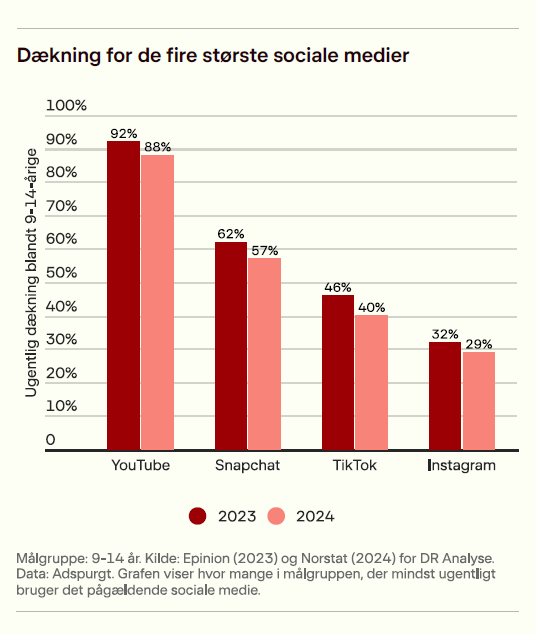 Dækning for de fire største sociale medier
Ugentlig dækning blandt 9-14-årige
100%
90%
80%
70%
60%
50%
40%
30%
20%
10%
0
92%
88%
62%
57%
46%
40%
32%
29%
YouTube
Snapchat
TikTok
Instagram
2023
2024
Målgruppe: 9-14 år. Kilde: Epinion (2023) og Norstat (2024) for DR Analyse.
Data: Adspurgt. Grafen viser hvor mange i målgruppen, der mindst ugentligt
bruger det pågældende sociale medie.